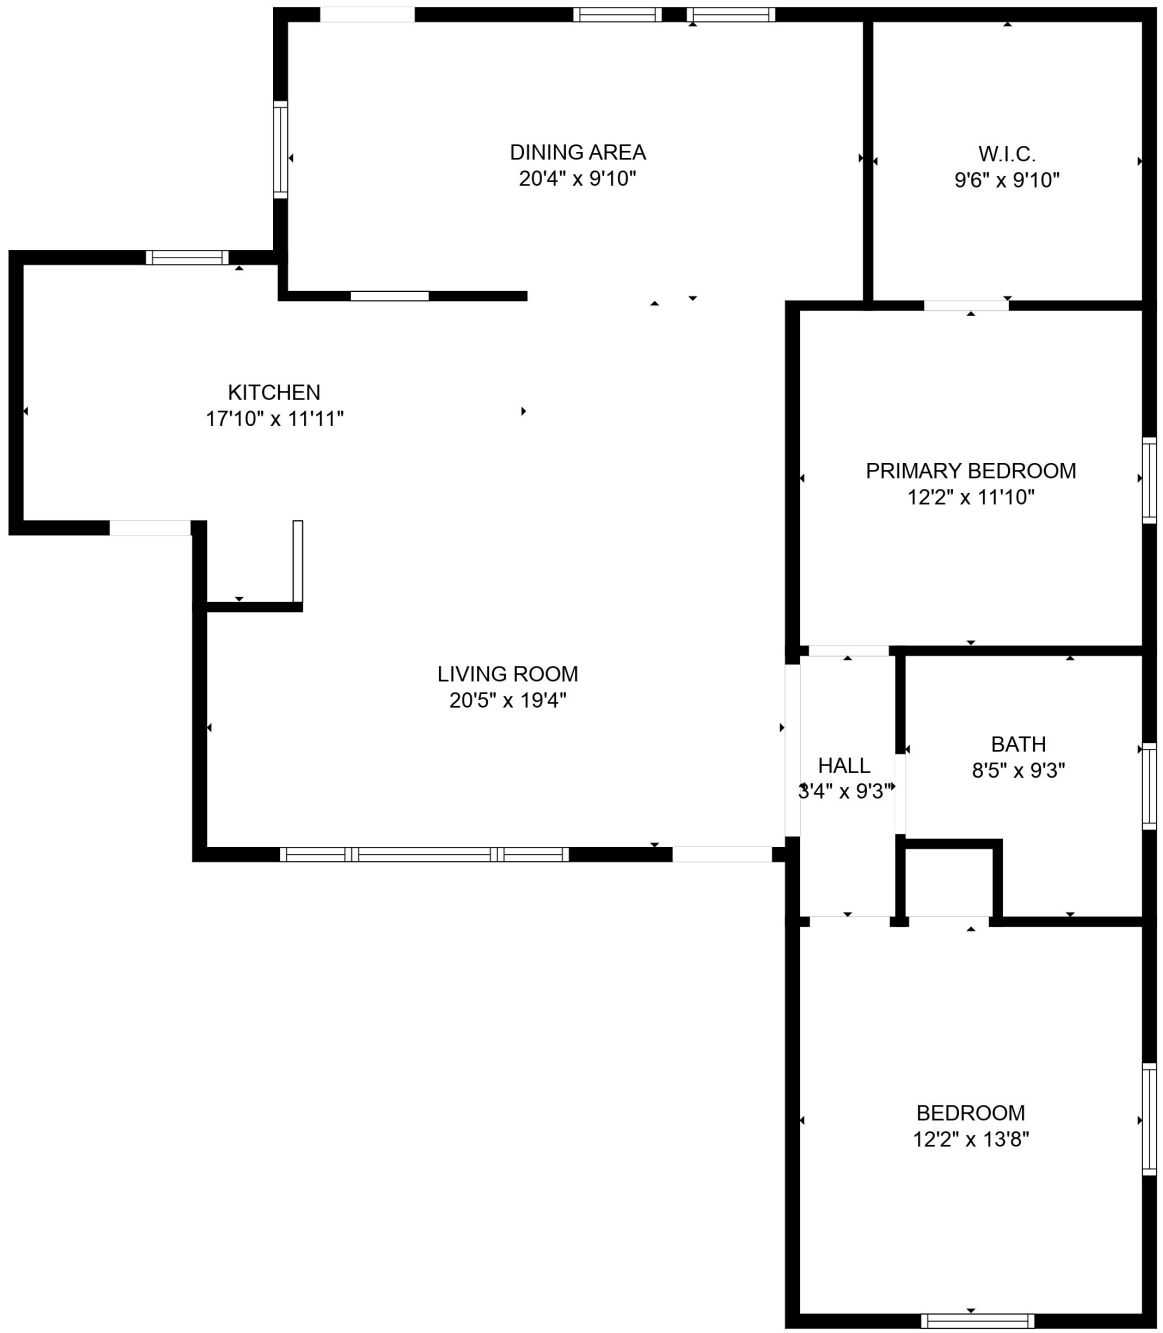 DINING AREA
20'4" x 9'10"
W.I.C.
9'6" x 9'10"
KITCHEN
17'10" x 11'11"
PRIMARY BEDROOM
12'2" x 11'10"
LIVING ROOM
20'5" x 19'4"
HALL
3'4" x 9'3"
BATH
8'5" x 9'3"
BEDROOM
12'2" x 13'8"